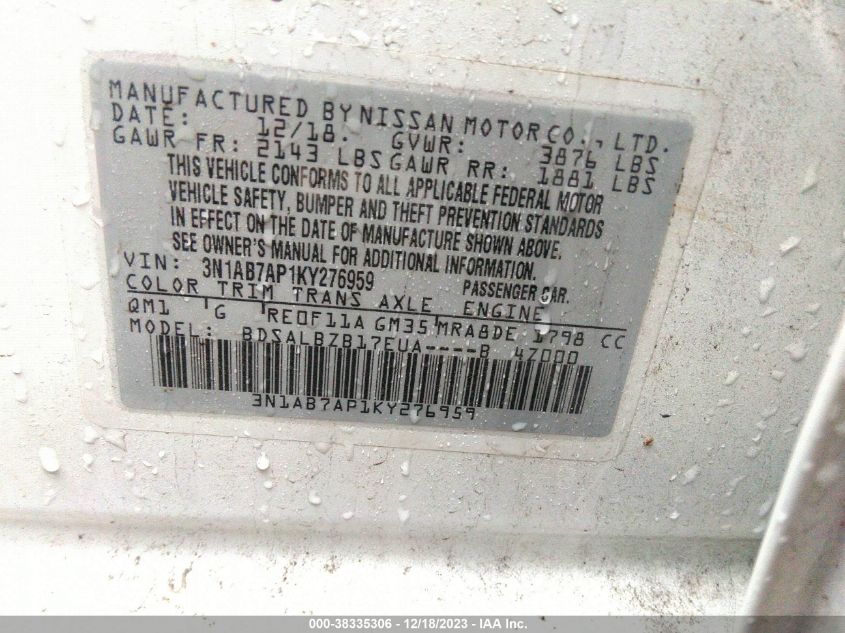 MANUFACTURED BY NISSAN MOTOR CO., LTD.
DATE: 12/18. GVWR: 3876 LBS
GAWR FR: 2143 LBS GAWR RR: 1881 LBS
THIS VEHICLE CONFORMS TO ALL APPLICABLE FEDERAL MOTOR
VEHICLE SAFETY, BUMPER AND THEFT PREVENTION STANDARDS
IN EFFECT ON THE DATE OF MANUFACTURE SHOWN ABOVE.
SEE OWNER'S MANUAL FOR ADDITIONAL INFORMATION.
VIN: 3N1AB7AP1KY276959 PASSENGER CAR.
COLOR TRIM TRANS AXLE ENGINE
QM1 G RE0F11A GM35 MRA8DE 1798 CC
MODEL: BDSALBZB17EUA----B 47000
3N1AB7AP1KY276959
000-38335306 - 12/18/2023 - IAA Inc.